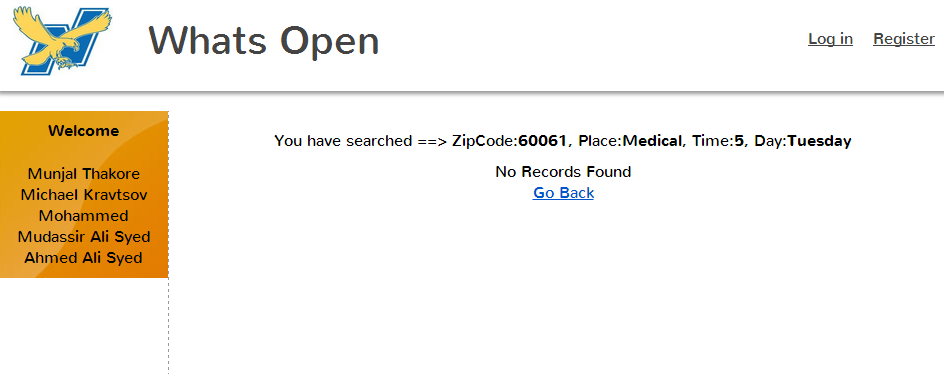 Whats Open
Log in Register
Welcome
Munjal Thakore
Michael Kravtsov
Mohammed
Mudassir Ali Syed
Ahmed Ali Syed
You have searched ==> ZipCode:60061, Place:Medical, Time:5, Day:Tuesday
No Records Found
Go Back